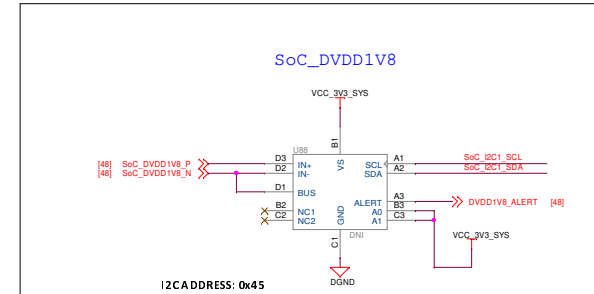 SoC_DVDD1V8
VCC_3V3_SYS
B1
U88
[48] SoC_DVDD1V8_P D3 IN+ VS SCL A1 SoC_I2C1_SCL
[48] SoC_DVDD1V8_N D2 IN- SDA A2 SoC_I2C1_SDA
D1 BUS
ALERT A3 DVDD1V8_ALERT [48]
B2 NC1 A0 B3
C2 NC2 GND A1 C3
DNI
C1
VCC_3V3_SYS
DGND
I2C ADDRESS: 0x45